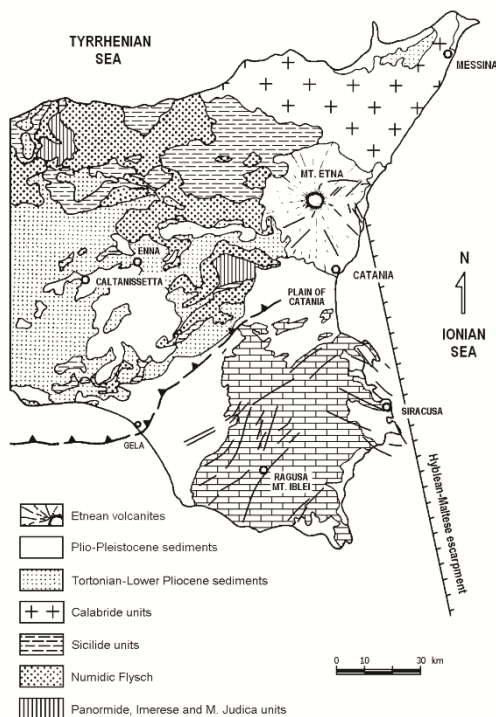 TYRRHENIAN
SEA
MESSINA
MT. ETNA
ENNA
CALTANISSETTA
CATANIA
PLAIN OF
CATANIA
N
IONIAN
SEA
SIRACUSA
GELA
RAGUSA
MT. IBLEI
Hyblean-Maltese escarpment
Etnean volcanites
Plio-Pleistocene sediments
Tortonian-Lower Pliocene sediments
Calabride units
Sicilide units
Numidic Flysch
Panormide, Imerese and M. Judica units
0 10 20 30 km